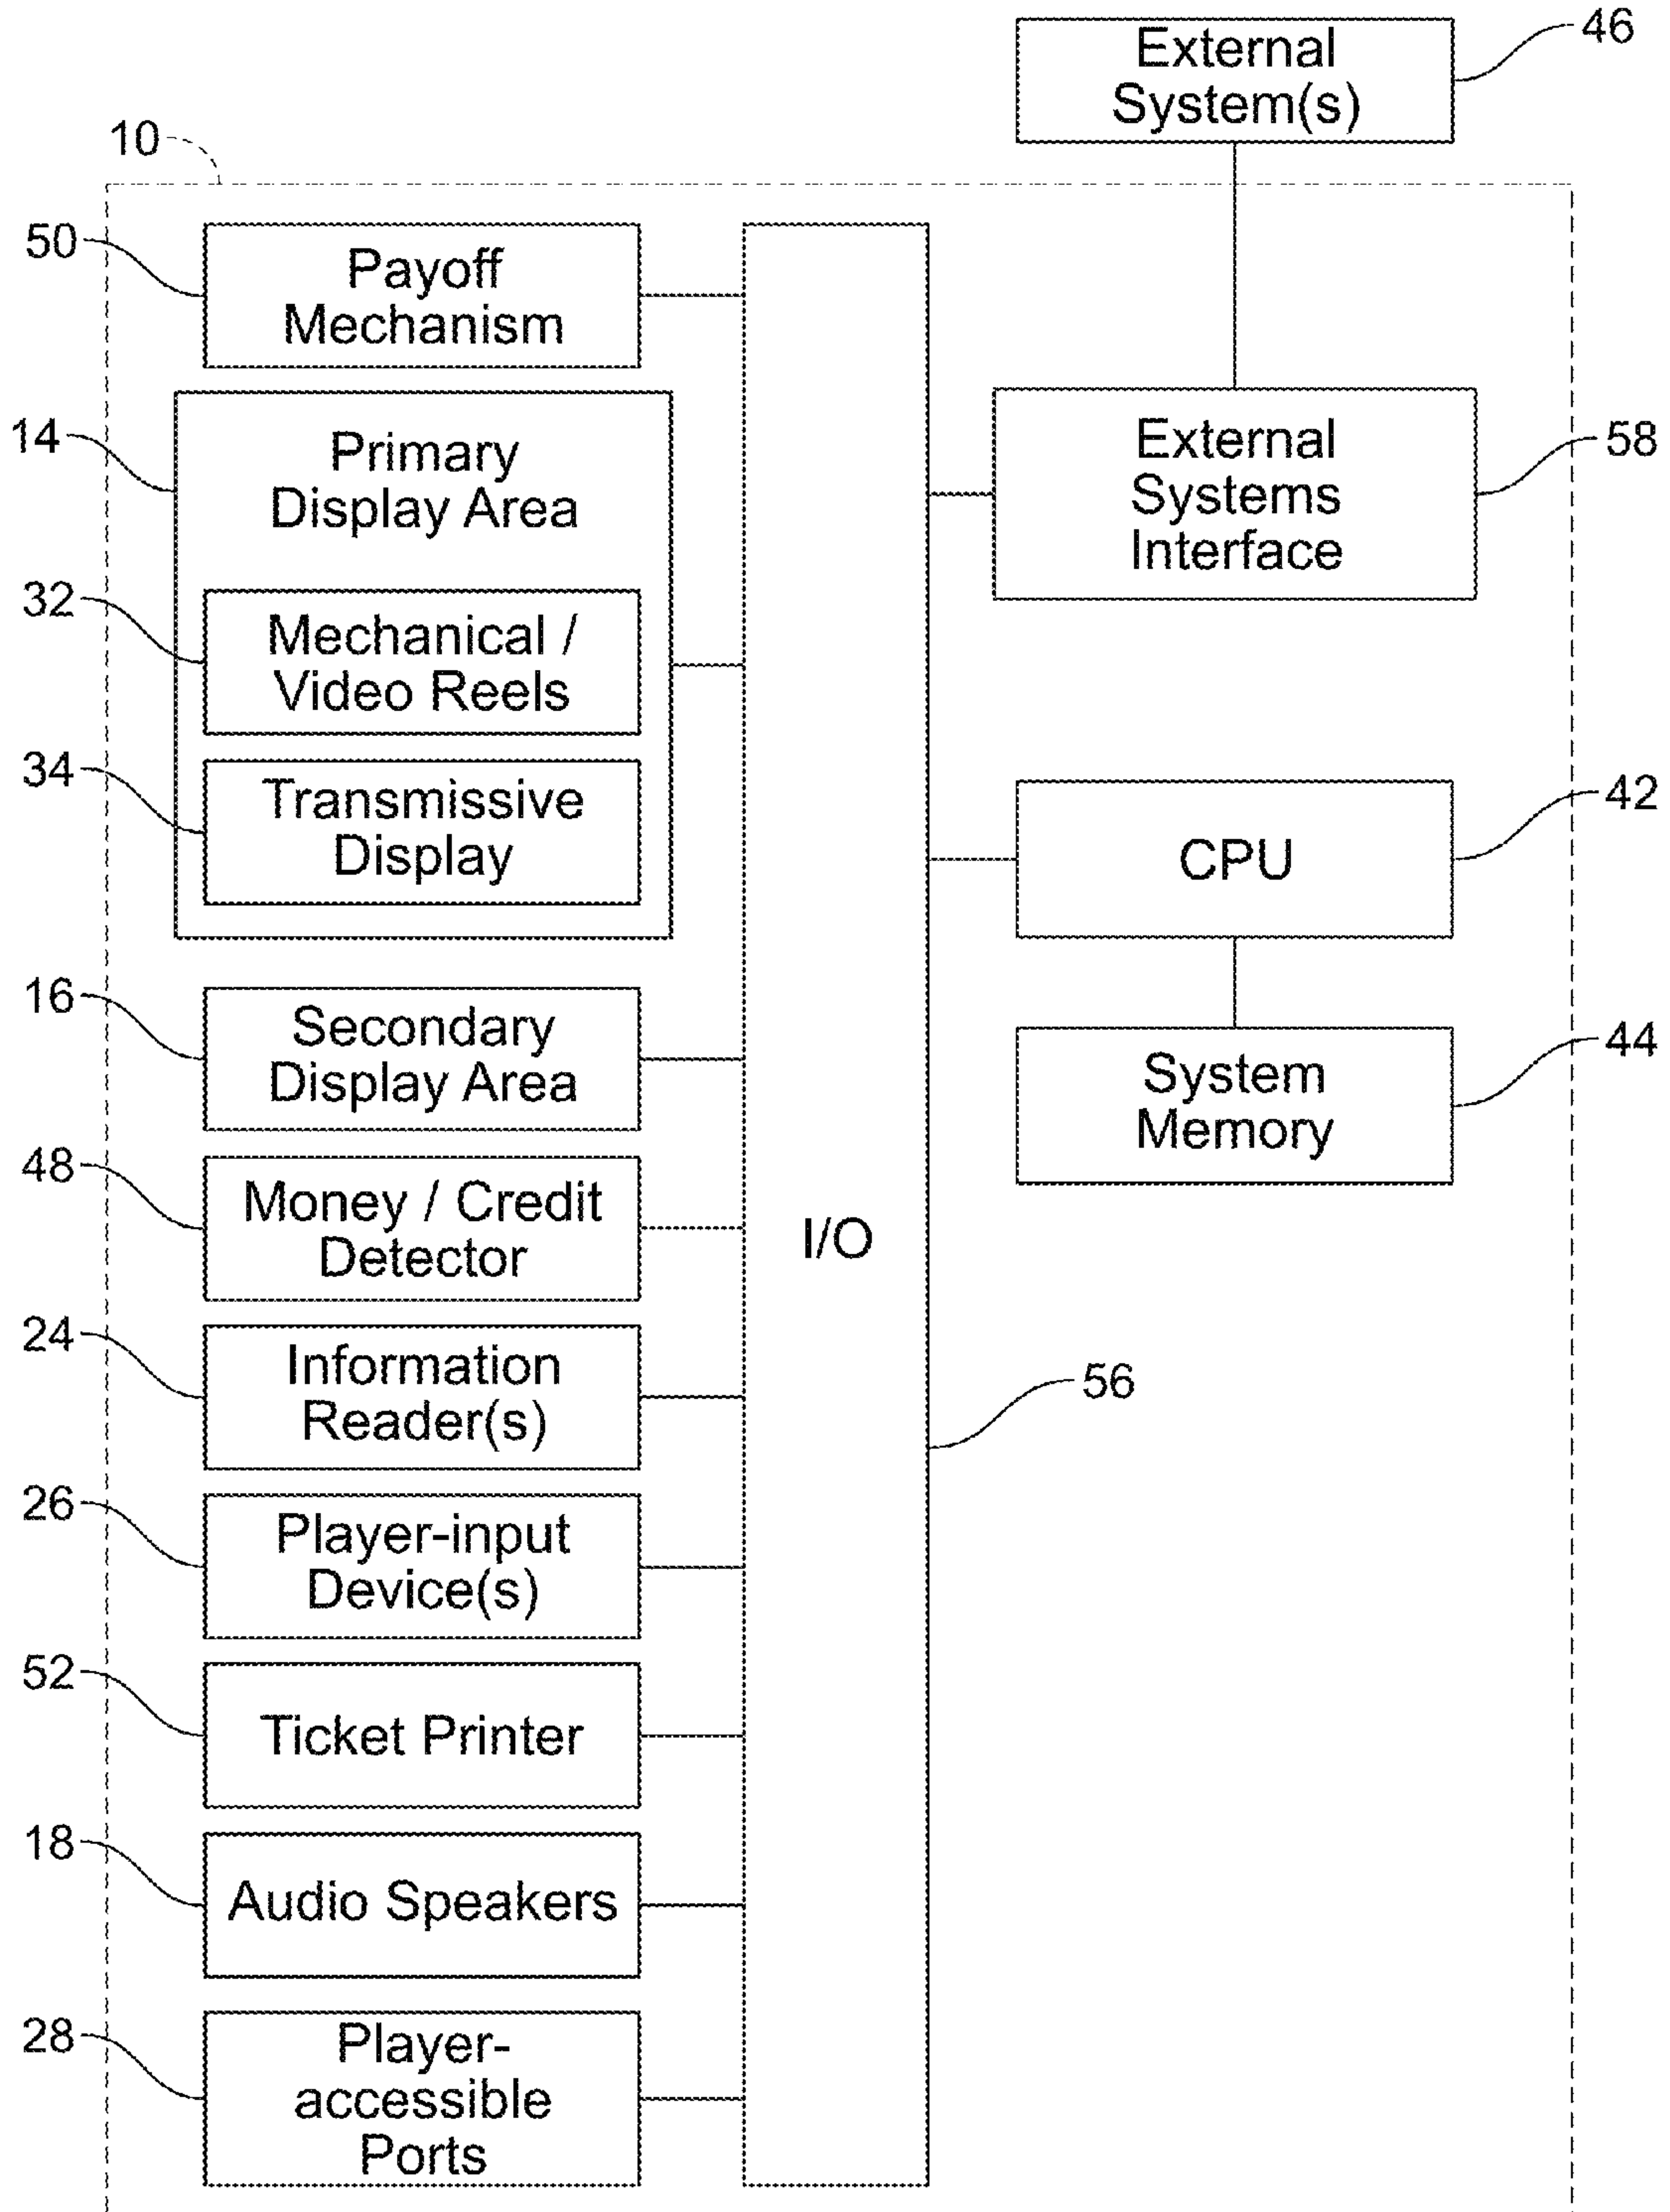 External
System(s)
46
10
50
Payoff
Mechanism
14
Primary
Display Area
32
Mechanical /
Video Reels
34
Transmissive
Display
16
Secondary
Display Area
48
Money / Credit
Detector
24
Information
Reader(s)
26
Player-input
Device(s)
52
Ticket Printer
18
Audio Speakers
28
Player-
accessible
Ports
I/O
56
External
Systems
Interface
58
CPU
42
System
Memory
44